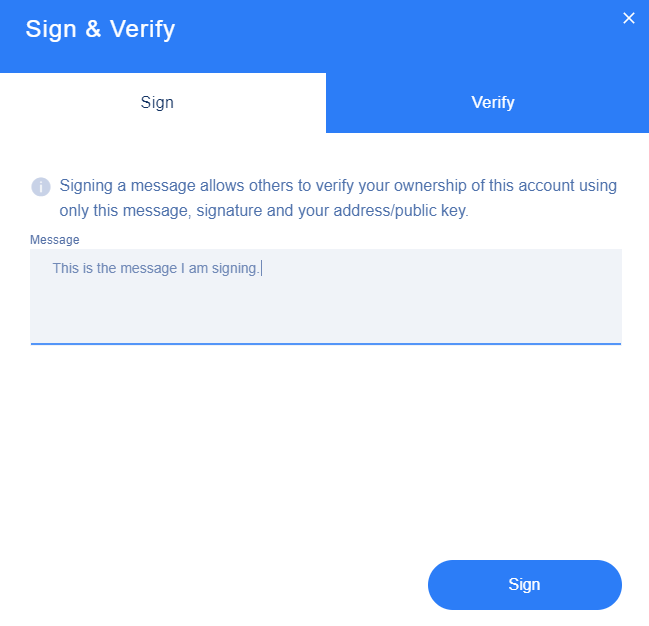 Sign & Verify
Sign
Verify
Signing a message allows others to verify your ownership of this account using
only this message, signature and your address/public key.
Message
This is the message I am signing.
Sign